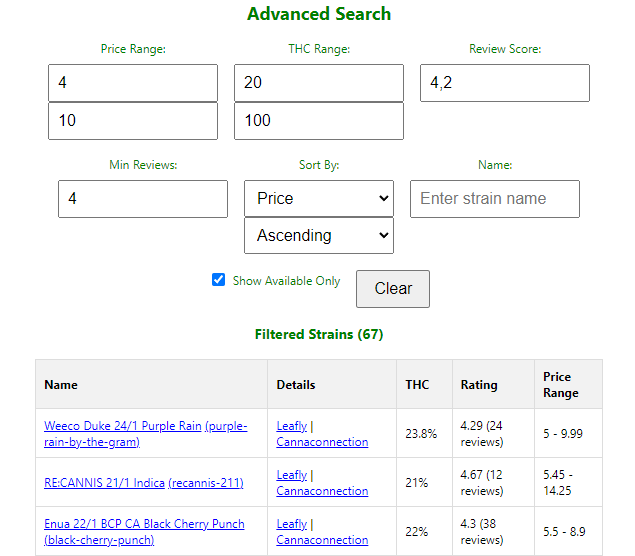 Advanced Search
Price Range:
THC Range:
Review Score:
4
20
4,2
10
100
Min Reviews:
Sort By:
Name:
4
Price
Enter strain name
Ascending
Show Available Only
Clear
Filtered Strains (67)
Name
Details
THC
Rating
Price
Range
Weeco Duke 24/1 Purple Rain (purple-
rain-by-the-gram)
Leafly |
Cannaconnection
23.8%
4.29 (24
reviews)
5 - 9.99
RE:CANNIS 21/1 Indica (recannis-211)
Leafly |
Cannaconnection
21%
4.67 (12
reviews)
5.45 -
14.25
Enua 22/1 BCP CA Black Cherry Punch
(black-cherry-punch)
Leafly |
Cannaconnection
22%
4.3 (38
reviews)
5.5 - 8.9